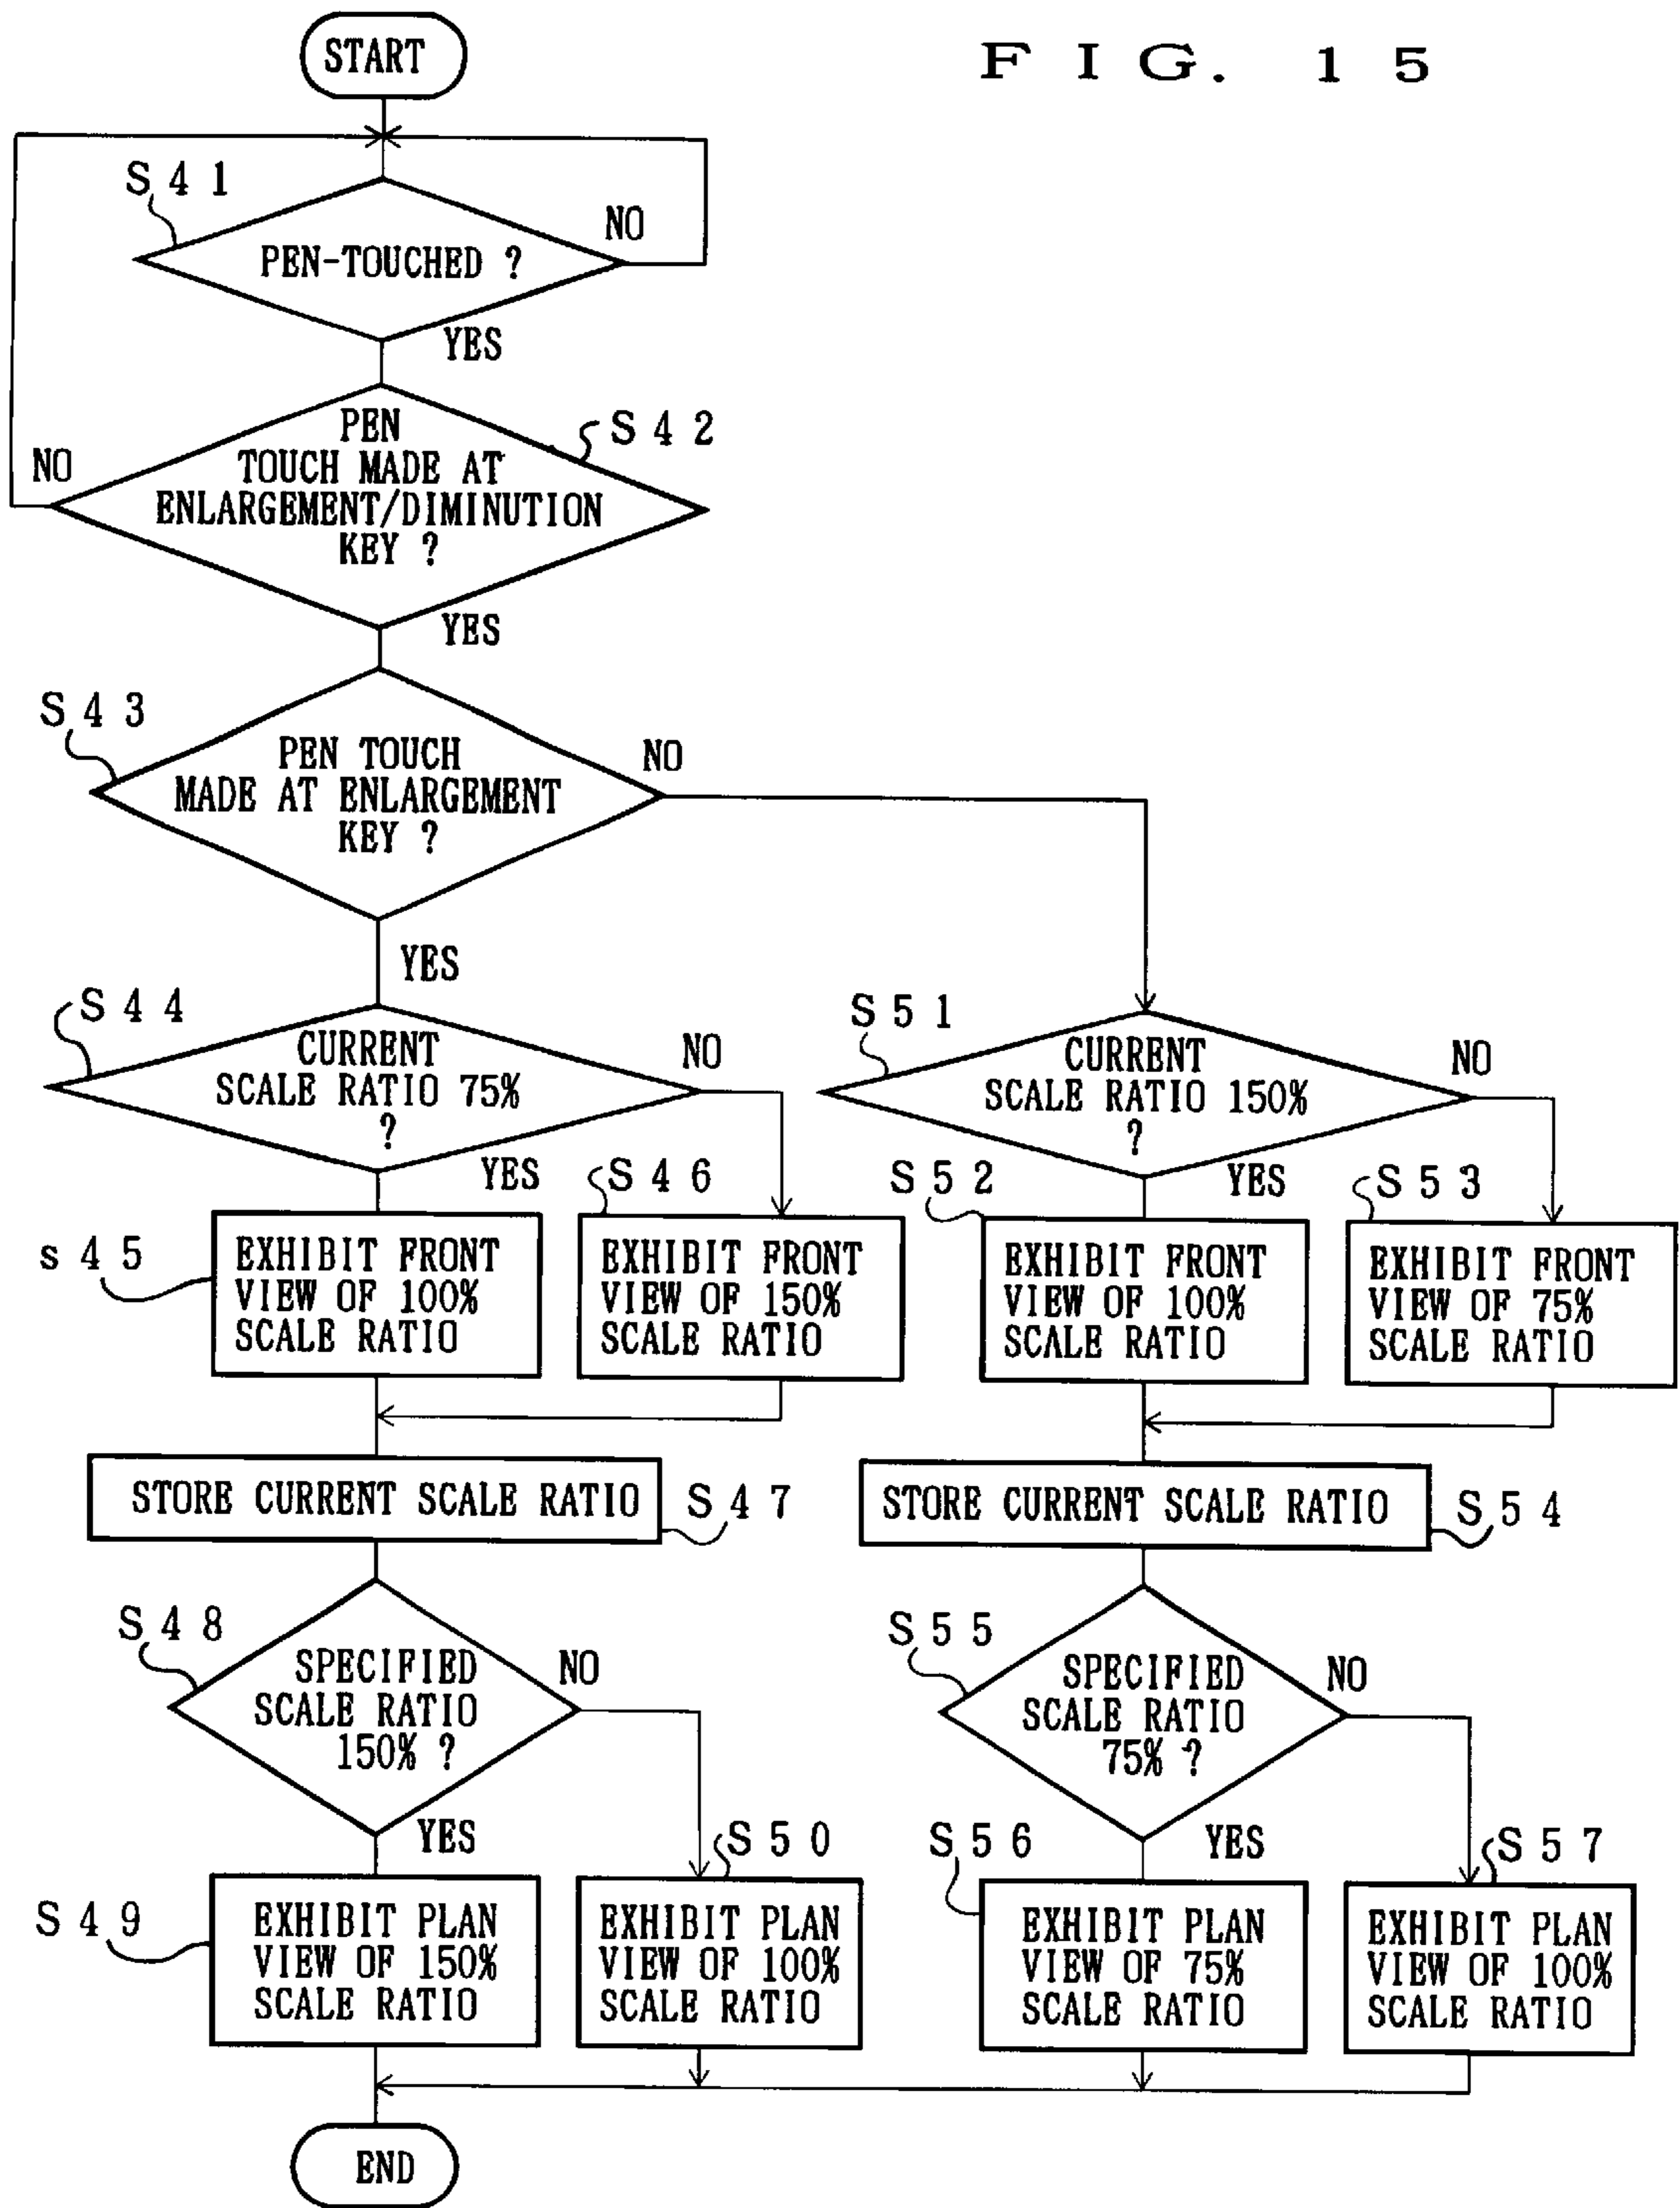 START
F I G. 1 5
S 4 1
NO
PEN-TOUCHED ?
YES
PEN
TOUCH MADE AT
ENLARGEMENT/DIMINUTION
KEY ?
S 4 2
NO
YES
S 4 3
PEN TOUCH
MADE AT ENLARGEMENT
KEY ?
NO
YES
S 4 4
CURRENT
SCALE RATIO 75%
?
NO
YES
S 5 1
CURRENT
SCALE RATIO 150%
?
NO
YES
s 4 5
EXHIBIT FRONT
VIEW OF 100%
SCALE RATIO
S 4 6
EXHIBIT FRONT
VIEW OF 150%
SCALE RATIO
S 5 2
EXHIBIT FRONT
VIEW OF 100%
SCALE RATIO
S 5 3
EXHIBIT FRONT
VIEW OF 75%
SCALE RATIO
STORE CURRENT SCALE RATIO
S 4 7
STORE CURRENT SCALE RATIO
S 5 4
S 4 8
SPECIFIED
SCALE RATIO
150% ?
NO
YES
S 5 5
SPECIFIED
SCALE RATIO
75% ?
NO
YES
S 4 9
EXHIBIT PLAN
VIEW OF 150%
SCALE RATIO
S 5 0
EXHIBIT PLAN
VIEW OF 100%
SCALE RATIO
S 5 6
EXHIBIT PLAN
VIEW OF 75%
SCALE RATIO
S 5 7
EXHIBIT PLAN
VIEW OF 100%
SCALE RATIO
END